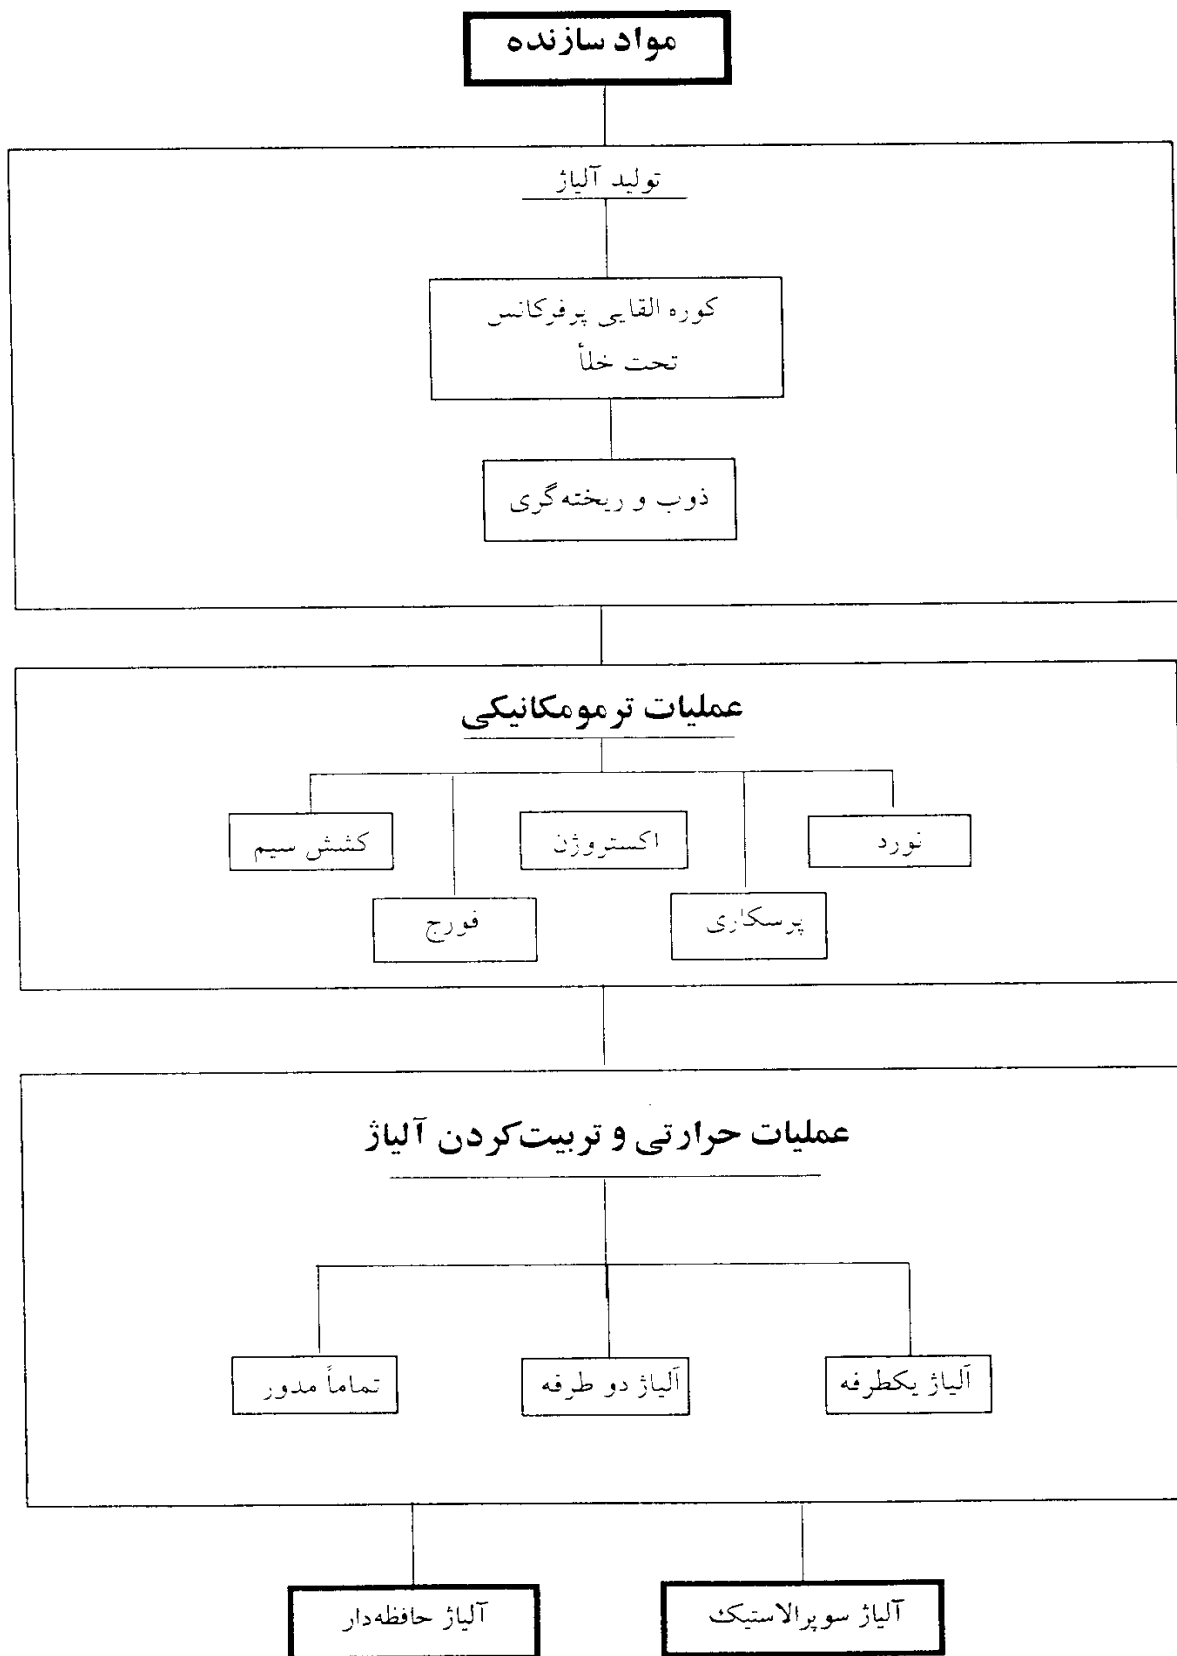 مواد سازنده
تولید آلیاژ
کوره القایی پرفرکانس
تحت خلأ
ذوب و ریخته‌گری
عملیات ترمومکانیکی
نورد
اکستروژن
کشش سیم
پرسکاری
فورج
عملیات حرارتی و تربیت‌کردن آلیاژ
آلیاژ یکطرفه
آلیاژ دو طرفه
تماماً مدور
آلیاژ سوپرالاستیک
آلیاژ حافظه‌دار